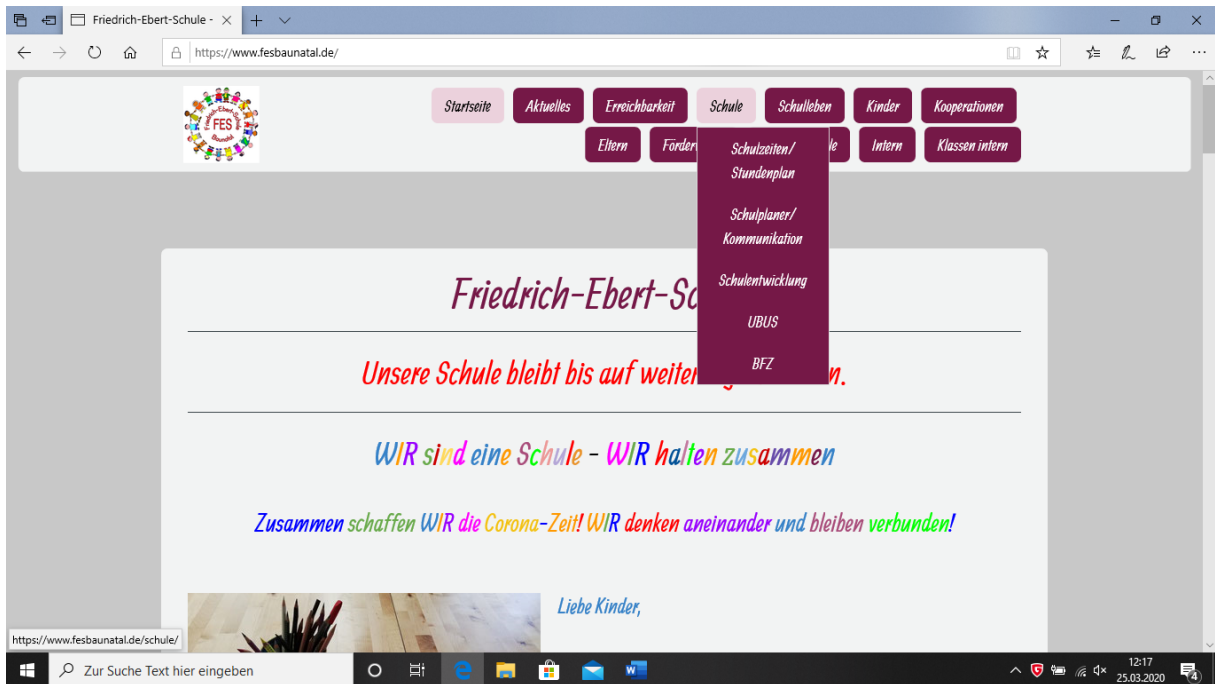 Friedrich-Ebert-Schule -
https://www.fesbaunatal.de/
FES
Startseite Aktuelles Erreichbarkeit Schule Schulleben Kinder Kooperationen
Eltern Intern Klassen intern
Schulzeiten/
Stundenplan
Schulplaner/
Kommunikation
Schulentwicklung
UBUS
BFZ
Friedrich-Ebert-Sc
Unsere Schule bleibt bis auf weiter n.
WIR sind eine Schule - WIR halten zusammen
Zusammen schaffen WIR die Corona-Zeit! WIR denken aneinander und bleiben verbunden!
Liebe Kinder,
https://www.fesbaunatal.de/schule/
Zur Suche Text hier eingeben
12:17
25.03.2020
4